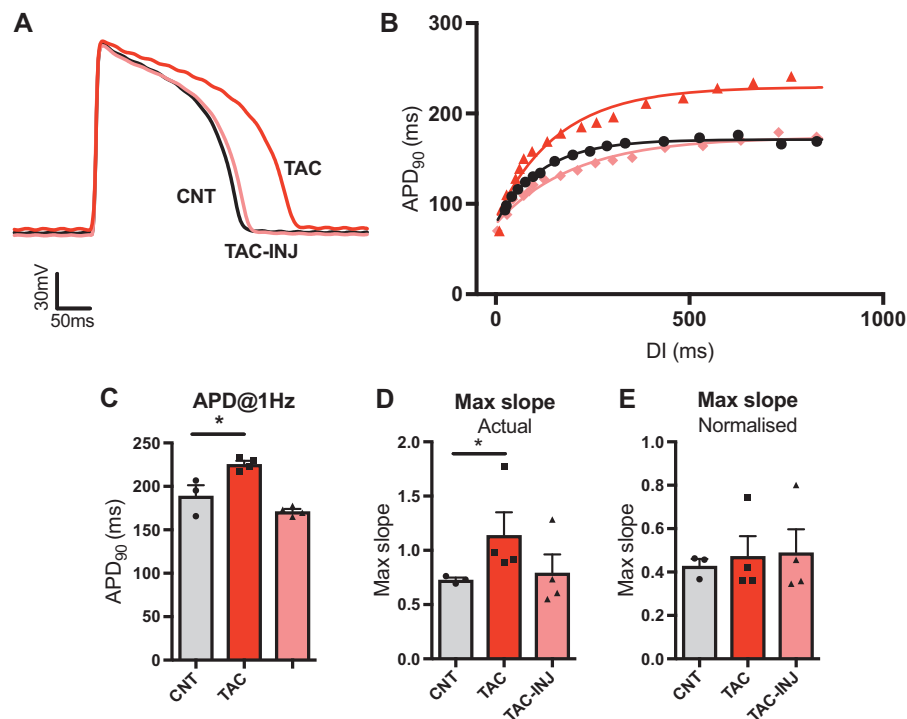 A
TAC
CNT
TAC-INJ
30mV
50ms
B
300
200
100
0
APD90 (ms)
0
500
1000
DI (ms)
C
APD@1Hz
*
250
200
150
100
50
0
APD90 (ms)
CNT
TAC
D
Max slope
Actual
*
2.0
1.5
1.0
0.5
0.0
Max slope
CNT
TAC
TAC-INJ
E
Max slope
Normalised
1.0
0.8
0.6
0.4
0.2
0.0
Max slope
CNT
TAC
TAC-INJ